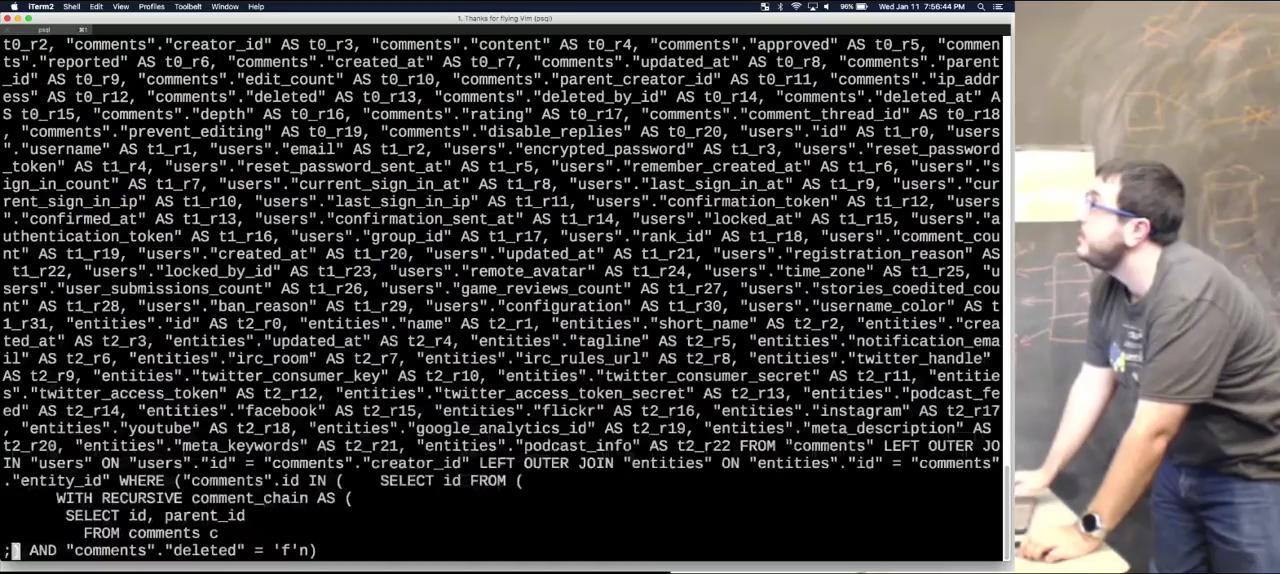 iTerm2 Shell Edit View Profiles Toolbelt Window Help 96% Wed Jan 11 7:56:44 PM
1. Thanks for flying Vim (psql)
psql ⌘1
t0_r2, "comments"."creator_id" AS t0_r3, "comments"."content" AS t0_r4, "comments"."approved" AS t0_r5, "commen
ts"."reported" AS t0_r6, "comments"."created_at" AS t0_r7, "comments"."updated_at" AS t0_r8, "comments"."parent
_id" AS t0_r9, "comments"."edit_count" AS t0_r10, "comments"."parent_creator_id" AS t0_r11, "comments"."ip_addr
ess" AS t0_r12, "comments"."deleted" AS t0_r13, "comments"."deleted_by_id" AS t0_r14, "comments"."deleted_at" A
S t0_r15, "comments"."depth" AS t0_r16, "comments"."rating" AS t0_r17, "comments"."comment_thread_id" AS t0_r18
, "comments"."prevent_editing" AS t0_r19, "comments"."disable_replies" AS t0_r20, "users"."id" AS t1_r0, "users
"."username" AS t1_r1, "users"."email" AS t1_r2, "users"."encrypted_password" AS t1_r3, "users"."reset_password
_token" AS t1_r4, "users"."reset_password_sent_at" AS t1_r5, "users"."remember_created_at" AS t1_r6, "users"."s
ign_in_count" AS t1_r7, "users"."current_sign_in_at" AS t1_r8, "users"."last_sign_in_at" AS t1_r9, "users"."cur
rent_sign_in_ip" AS t1_r10, "users"."last_sign_in_ip" AS t1_r11, "users"."confirmation_token" AS t1_r12, "users
"."confirmed_at" AS t1_r13, "users"."confirmation_sent_at" AS t1_r14, "users"."locked_at" AS t1_r15, "users"."a
uthentication_token" AS t1_r16, "users"."group_id" AS t1_r17, "users"."rank_id" AS t1_r18, "users"."comment_cou
nt" AS t1_r19, "users"."created_at" AS t1_r20, "users"."updated_at" AS t1_r21, "users"."registration_reason" AS
t1_r22, "users"."locked_by_id" AS t1_r23, "users"."remote_avatar" AS t1_r24, "users"."time_zone" AS t1_r25, "us
ers"."user_submissions_count" AS t1_r26, "users"."game_reviews_count" AS t1_r27, "users"."stories_coedited_cou
nt" AS t1_r28, "users"."ban_reason" AS t1_r29, "users"."configuration" AS t1_r30, "users"."username_color" AS t
1_r31, "entities"."id" AS t2_r0, "entities"."name" AS t2_r1, "entities"."short_name" AS t2_r2, "entities"."crea
ted_at" AS t2_r3, "entities"."updated_at" AS t2_r4, "entities"."tagline" AS t2_r5, "entities"."notification_ema
il" AS t2_r6, "entities"."irc_room" AS t2_r7, "entities"."irc_rules_url" AS t2_r8, "entities"."twitter_handle"
AS t2_r9, "entities"."twitter_consumer_key" AS t2_r10, "entities"."twitter_consumer_secret" AS t2_r11, "entitie
s"."twitter_access_token" AS t2_r12, "entities"."twitter_access_token_secret" AS t2_r13, "entities"."podcast_fe
ed" AS t2_r14, "entities"."facebook" AS t2_r15, "entities"."flickr" AS t2_r16, "entities"."instagram" AS t2_r17
, "entities"."youtube" AS t2_r18, "entities"."google_analytics_id" AS t2_r19, "entities"."meta_description" AS
t2_r20, "entities"."meta_keywords" AS t2_r21, "entities"."podcast_info" AS t2_r22 FROM "comments" LEFT OUTER JO
IN "users" ON "users"."id" = "comments"."creator_id" LEFT OUTER JOIN "entities" ON "entities"."id" = "comments"
."entity_id" WHERE ("comments".id IN ( SELECT id FROM (
WITH RECURSIVE comment_chain AS (
SELECT id, parent_id
FROM comments c
;) AND "comments"."deleted" = 'f'n)